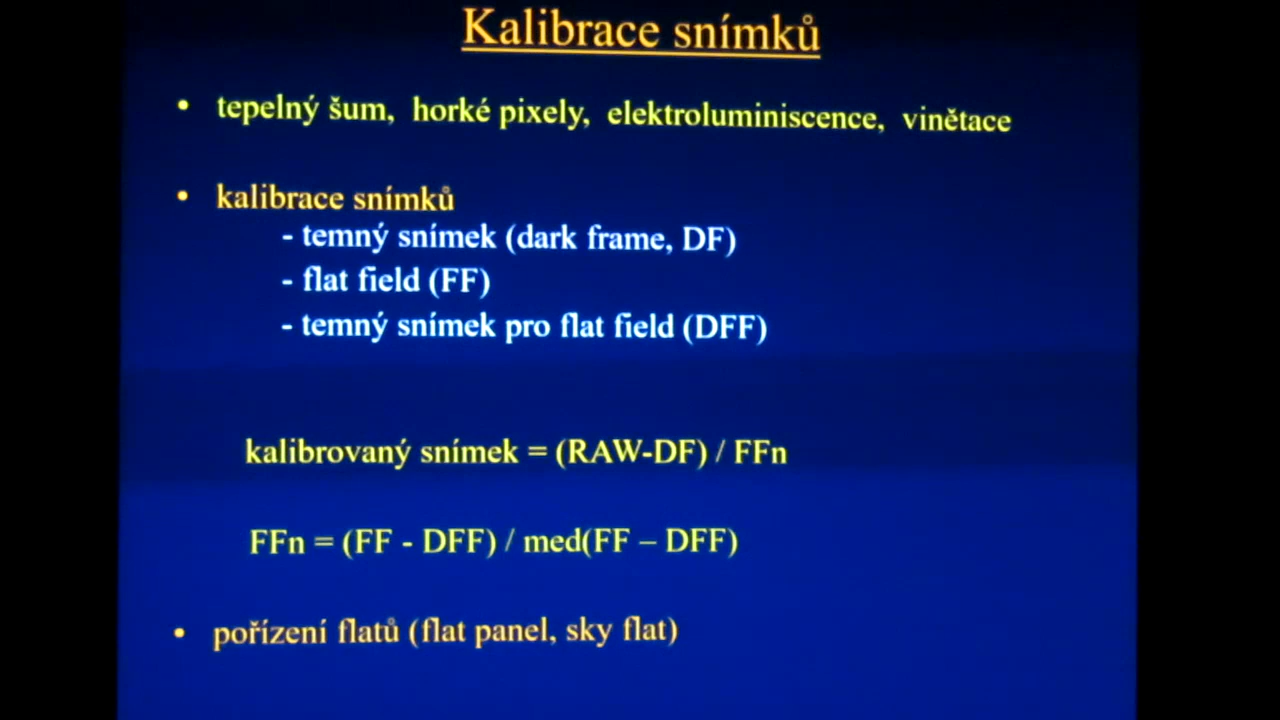 Kalibrace snímků
• tepelný šum, horké pixely, elektroluminiscence, vinětace
• kalibrace snímků
- temný snímek (dark frame, DF)
- flat field (FF)
- temný snímek pro flat field (DFF)
kalibrovaný snímek = (RAW-DF) / FFn
FFn = (FF - DFF) / med(FF – DFF)
• pořízení flatů (flat panel, sky flat)